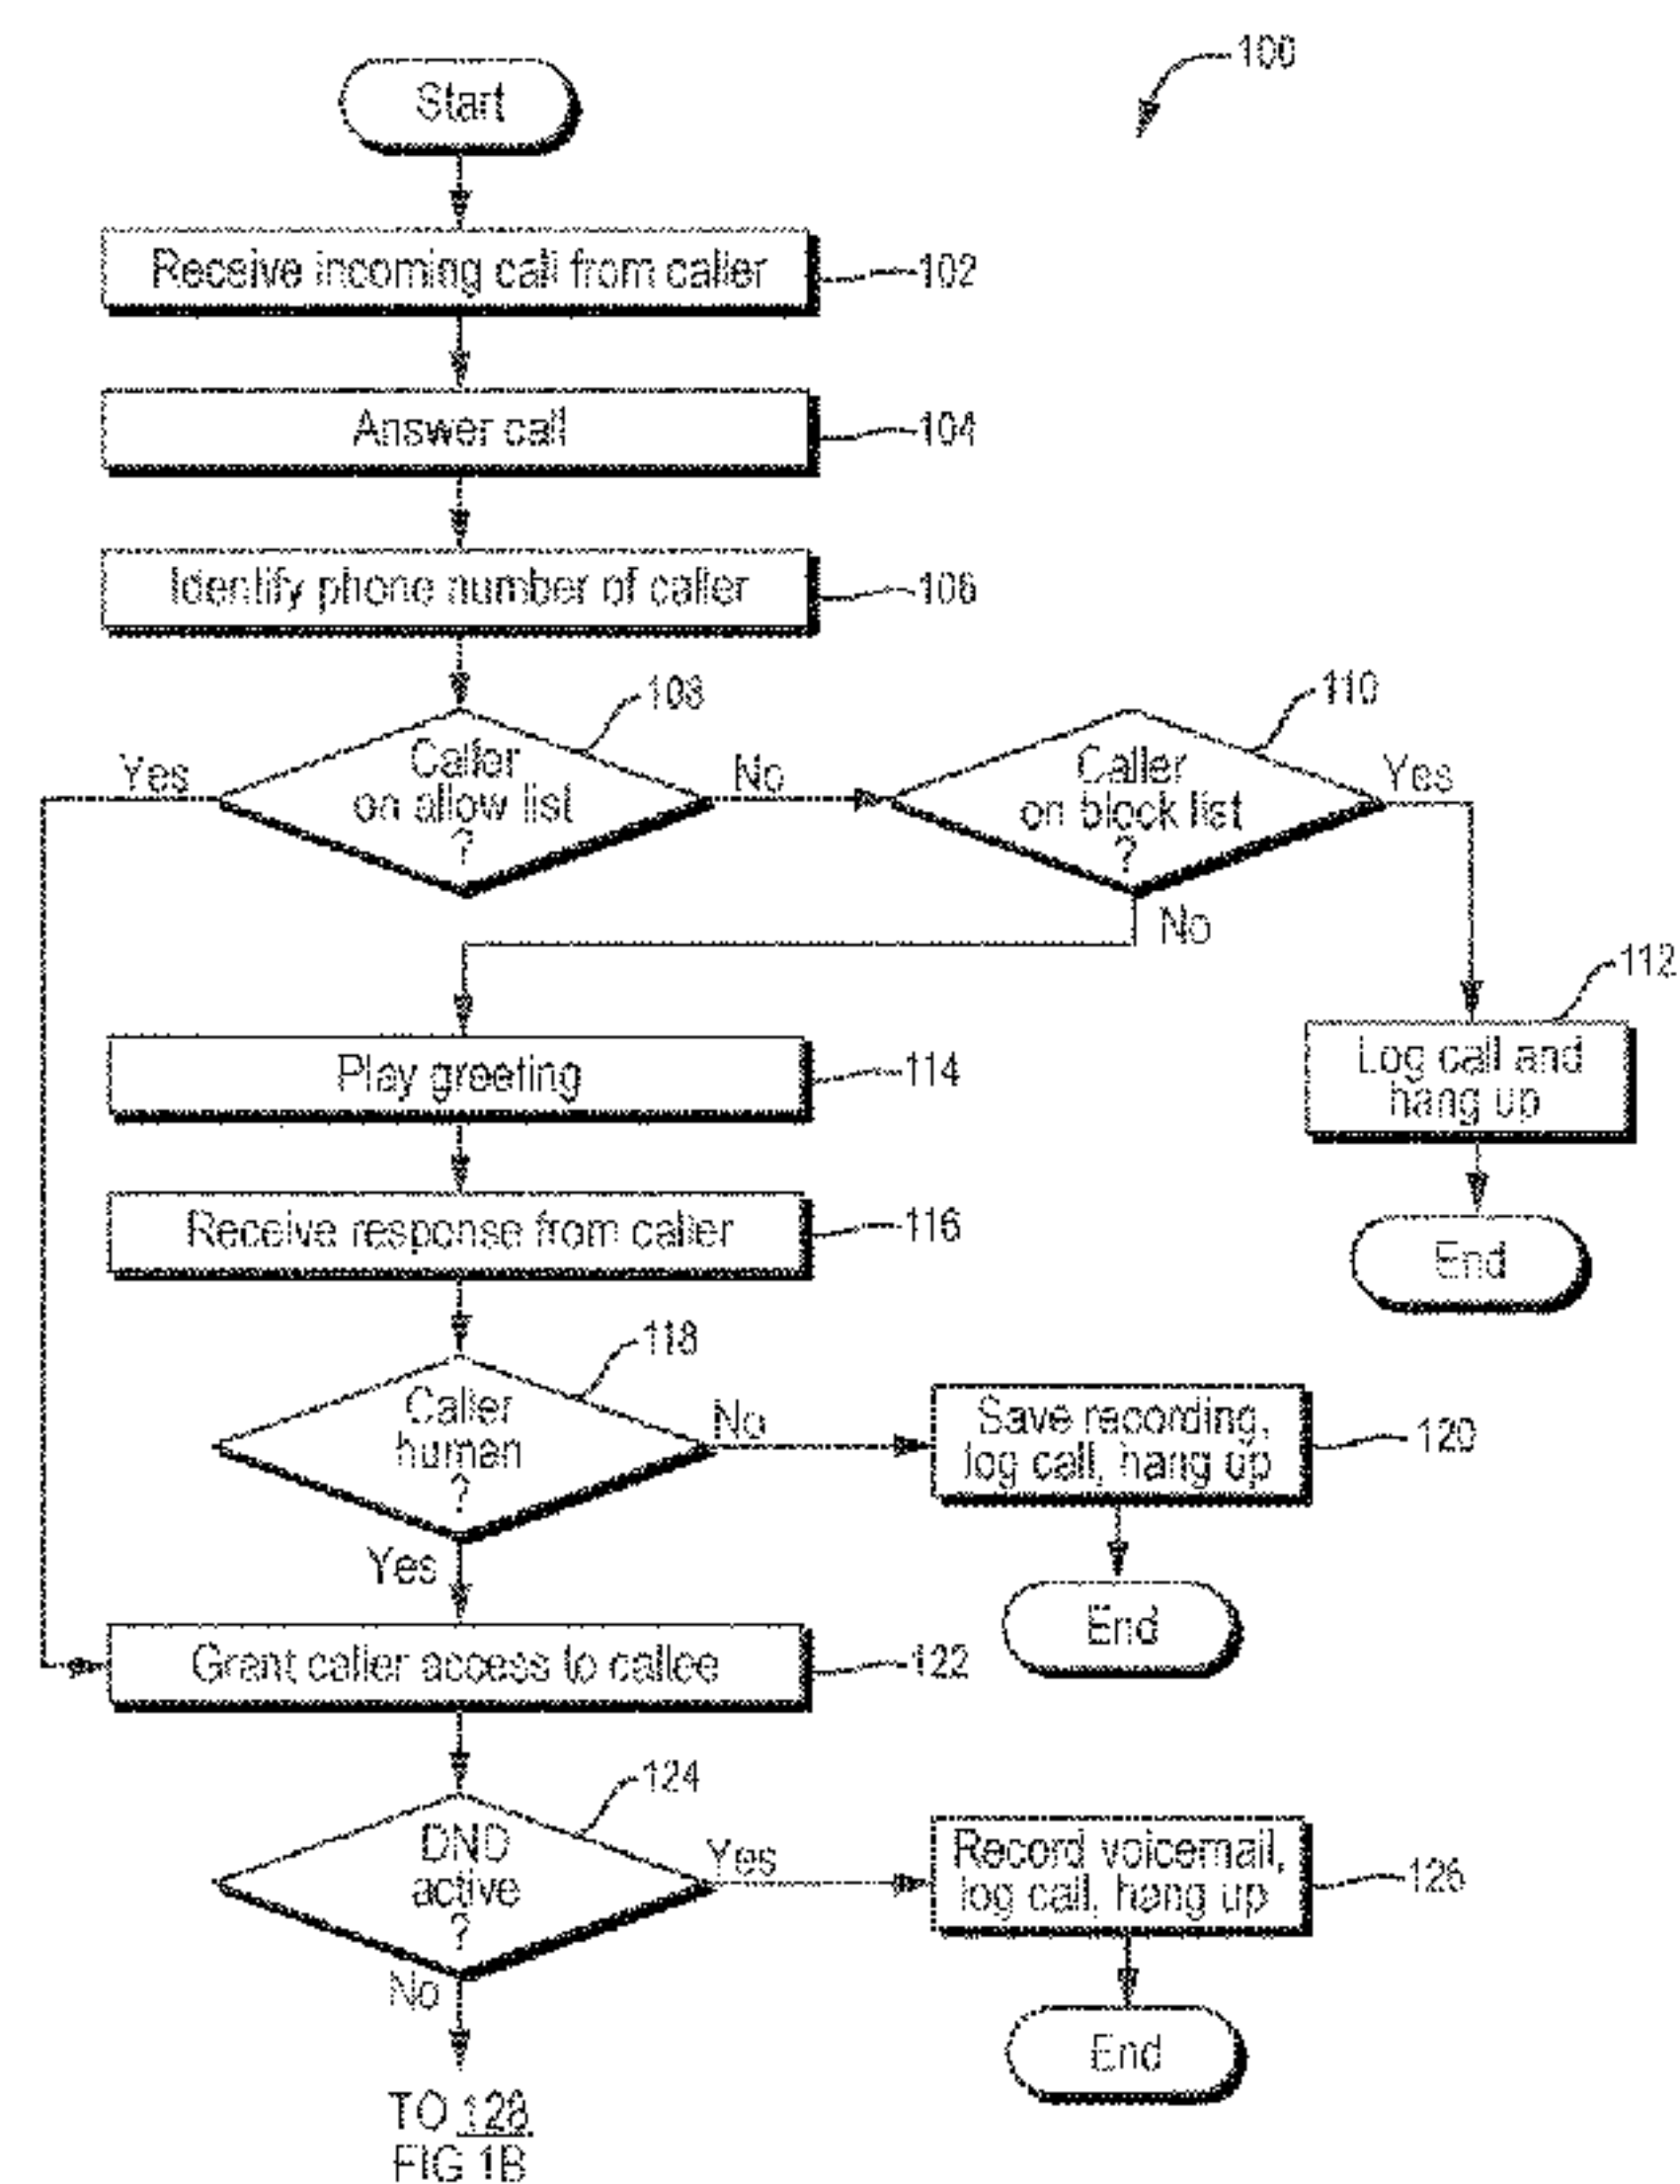 100
Start
Receive incoming call from caller
102
Answer call
104
Identify phone number of caller
106
108
110
Yes
Caller
on allow list
?
No
Caller
on block list
?
Yes
No
112
Log call and
hang up
Play greeting
114
Receive response from caller
116
End
118
Caller
human
?
No
Save recording,
log call, hang up
120
Yes
End
Grant caller access to callee
122
124
DND
active
?
Yes
Record voicemail,
log call, hang up
126
No
End
TO 128
FIG 1B